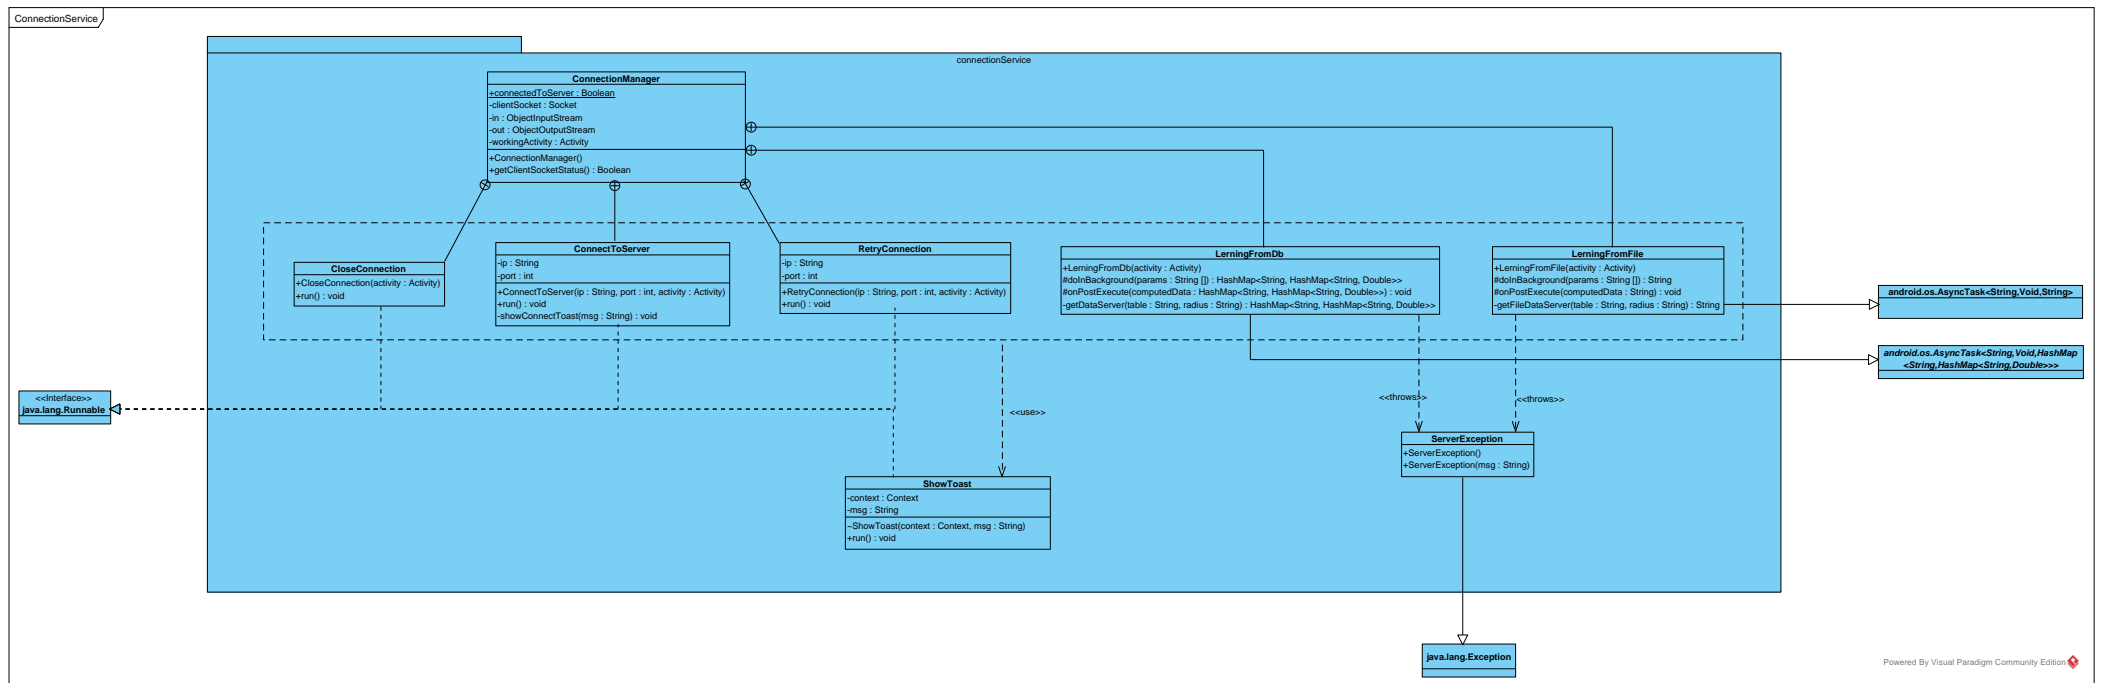 ConnectionService
connectionService
ConnectionManager
+connectedToServer : Boolean
-clientSocket : Socket
-in : ObjectInputStream
-out : ObjectOutputStream
-workingActivity : Activity
+ConnectionManager()
+getClientSocketStatus() : Boolean
CloseConnection
+CloseConnection(activity : Activity)
+run() : void
ConnectToServer
-ip : String
-port : int
+ConnectToServer(ip : String, port : int, activity : Activity)
+run() : void
-showConnectToast(msg : String) : void
RetryConnection
-ip : String
-port : int
+RetryConnection(ip : String, port : int, activity : Activity)
+run() : void
LerningFromDb
+LerningFromDb(activity : Activity)
#doInBackground(params : String []) : HashMap<String, HashMap<String, Double>>
#onPostExecute(computedData : HashMap<String, HashMap<String, Double>>) : void
-getDataServer(table : String, radius : String) : HashMap<String, HashMap<String, Double>>
LerningFromFile
+LerningFromFile(activity : Activity)
#doInBackground(params : String []) : String
#onPostExecute(computedData : String) : void
-getFileDataServer(table : String, radius : String) : String
android.os.AsyncTask<String,Void,String>
android.os.AsyncTask<String,Void,HashMap
<String,HashMap<String,Double>>>
<<Interface>>
java.lang.Runnable
<<use>>
<<throws>>
<<throws>>
ServerException
+ServerException()
+ServerException(msg : String)
ShowToast
-context : Context
-msg : String
~ShowToast(context : Context, msg : String)
+run() : void
java.lang.Exception
Powered By Visual Paradigm Community Edition